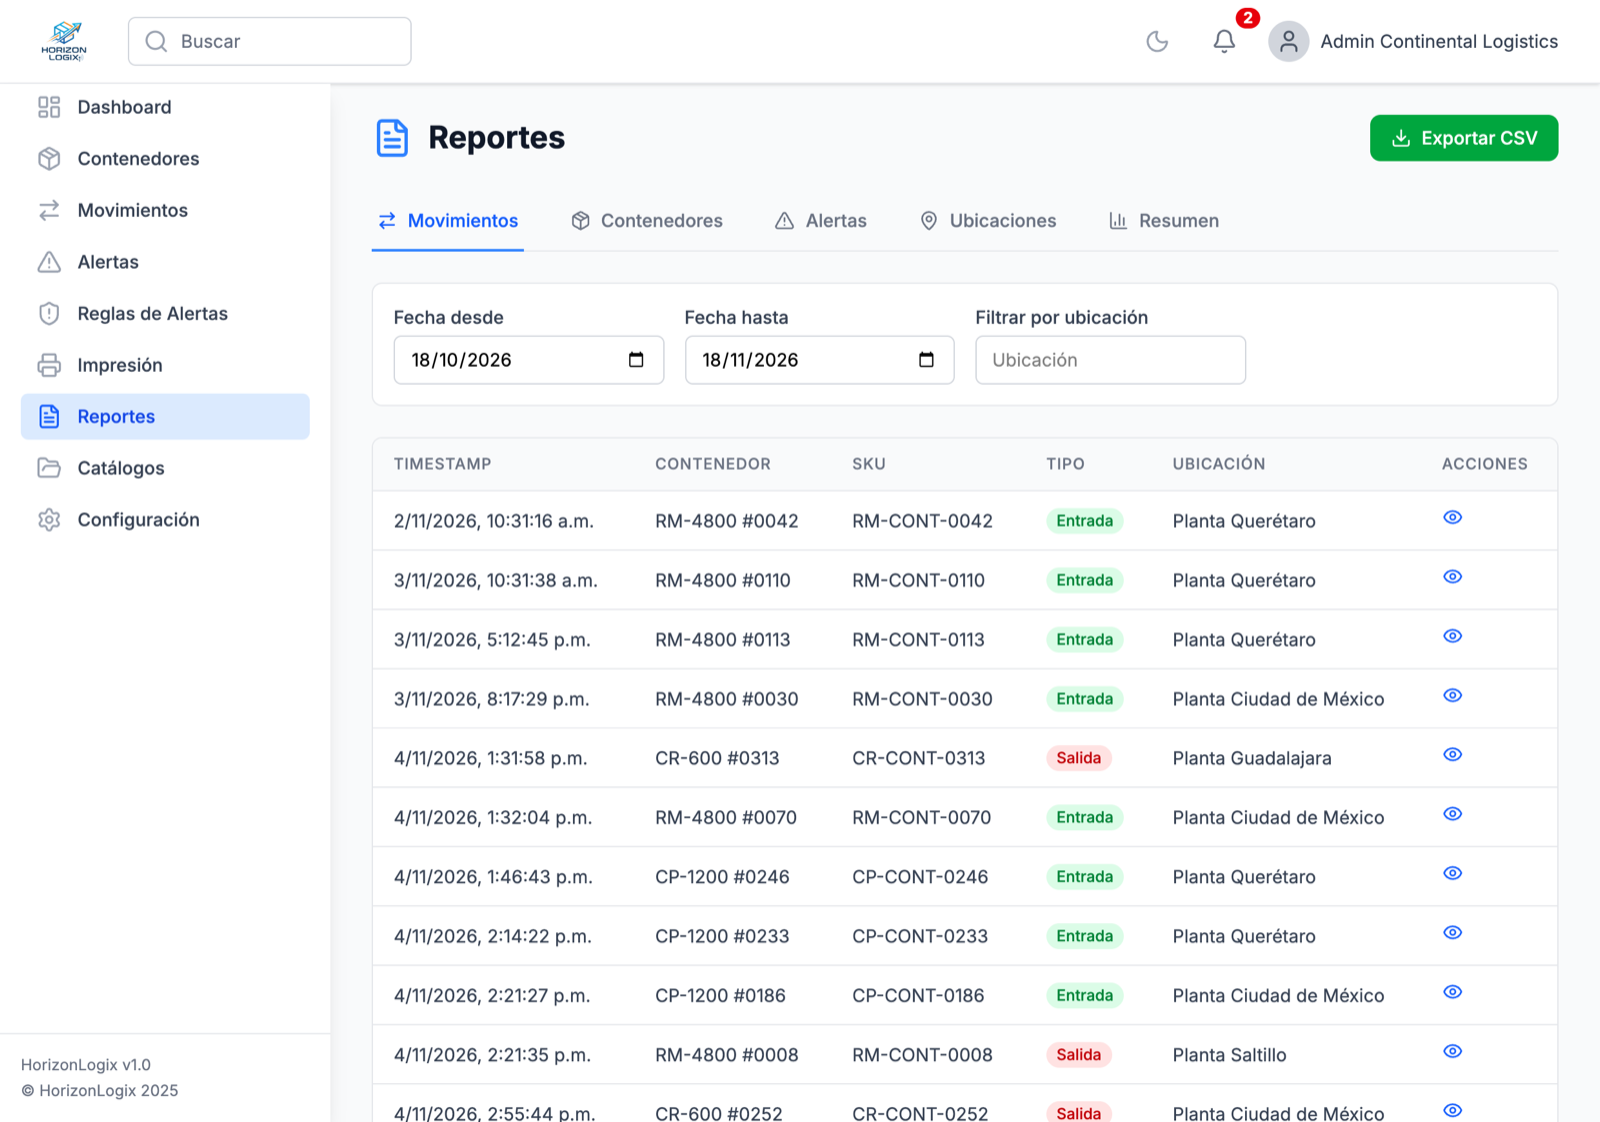 HORIZON
LOGIX
Buscar
2
Admin Continental Logistics
Dashboard
Contenedores
Movimientos
Alertas
Reglas de Alertas
Impresión
Reportes
Catálogos
Configuración
HorizonLogix v1.0
© HorizonLogix 2025
Reportes
Exportar CSV
Movimientos Contenedores Alertas Ubicaciones Resumen
Fecha desde Fecha hasta Filtrar por ubicación
18/10/2026 18/11/2026 Ubicación
TIMESTAMP CONTENEDOR SKU TIPO UBICACIÓN ACCIONES
2/11/2026, 10:31:16 a.m. RM-4800 #0042 RM-CONT-0042 Entrada Planta Querétaro
3/11/2026, 10:31:38 a.m. RM-4800 #0110 RM-CONT-0110 Entrada Planta Querétaro
3/11/2026, 5:12:45 p.m. RM-4800 #0113 RM-CONT-0113 Entrada Planta Querétaro
3/11/2026, 8:17:29 p.m. RM-4800 #0030 RM-CONT-0030 Entrada Planta Ciudad de México
4/11/2026, 1:31:58 p.m. CR-600 #0313 CR-CONT-0313 Salida Planta Guadalajara
4/11/2026, 1:32:04 p.m. RM-4800 #0070 RM-CONT-0070 Entrada Planta Ciudad de México
4/11/2026, 1:46:43 p.m. CP-1200 #0246 CP-CONT-0246 Entrada Planta Querétaro
4/11/2026, 2:14:22 p.m. CP-1200 #0233 CP-CONT-0233 Entrada Planta Querétaro
4/11/2026, 2:21:27 p.m. CP-1200 #0186 CP-CONT-0186 Entrada Planta Ciudad de México
4/11/2026, 2:21:35 p.m. RM-4800 #0008 RM-CONT-0008 Salida Planta Saltillo
4/11/2026, 2:55:44 p.m. CR-600 #0252 CR-CONT-0252 Salida Planta Ciudad de México